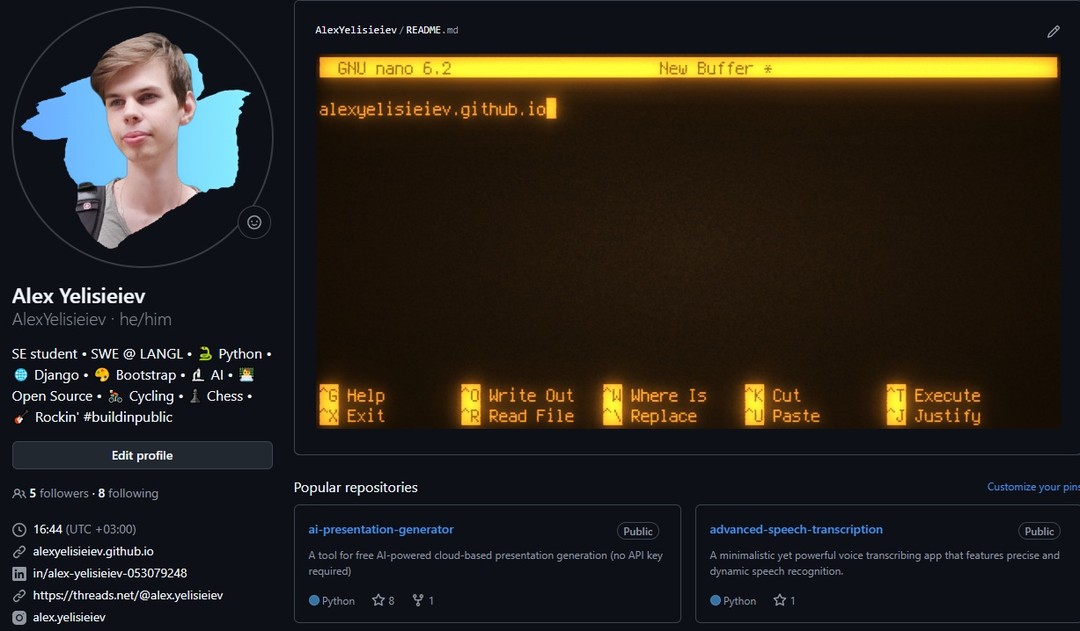 Alex Yelisieiev
AlexYelisieiev · he/him
SE student • SWE @ LANGL • 🐍 Python •
🌐 Django • 🎨 Bootstrap • 🔬 AI • 👨‍💻
Open Source • 🚴 Cycling • ♟ Chess •
🎸 Rockin' #buildinpublic
Edit profile
5 followers · 8 following
16:44 (UTC +03:00)
alexyelisieiev.github.io
in/alex-yelisieiev-053079248
https://threads.net/@alex.yelisieiev
alex.yelisieiev
AlexYelisieiev/README.md
GNU nano 6.2 New Buffer *
alexyelisieiev.github.io
^G Help ^O Write Out ^W Where Is ^K Cut ^T Execute
^X Exit ^R Read File ^\ Replace ^U Paste ^J Justify
Popular repositories
Customize your pins
ai-presentation-generator Public
A tool for free AI-powered cloud-based presentation generation (no API key
required)
Python 8 1
advanced-speech-transcription Public
A minimalistic yet powerful voice transcribing app that features precise and
dynamic speech recognition.
Python 1